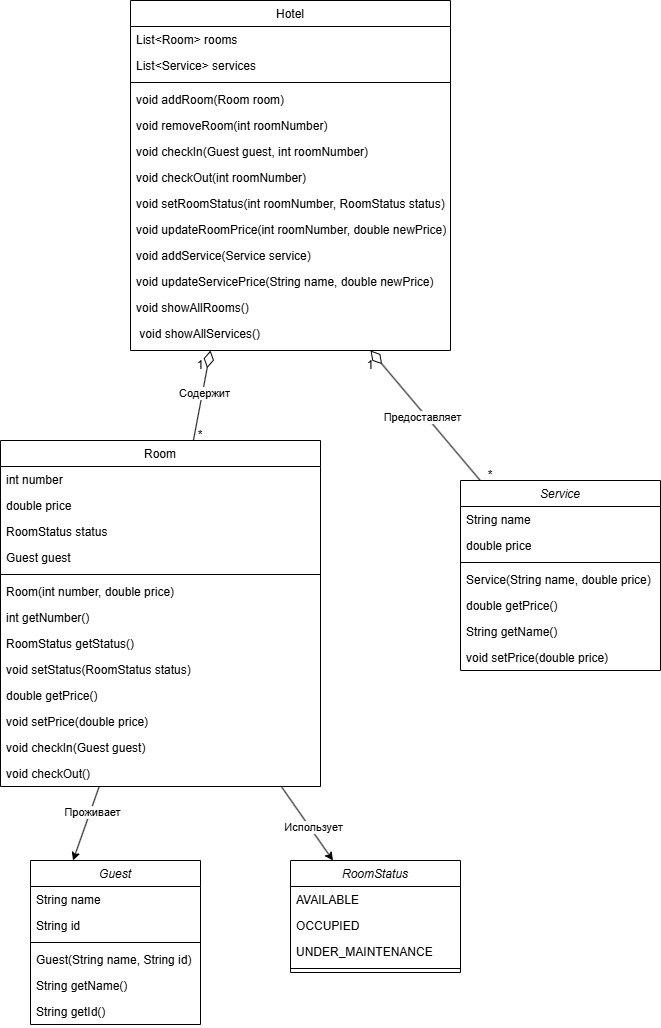 Hotel
List<Room> rooms
List<Service> services
void addRoom(Room room)
void removeRoom(int roomNumber)
void checkIn(Guest guest, int roomNumber)
void checkOut(int roomNumber)
void setRoomStatus(int roomNumber, RoomStatus status)
void updateRoomPrice(int roomNumber, double newPrice)
void addService(Service service)
void updateServicePrice(String name, double newPrice)
void showAllRooms()
void showAllServices()
1
1
Содержит
Предоставляет
*
*
Room
int number
double price
RoomStatus status
Guest guest
Room(int number, double price)
int getNumber()
RoomStatus getStatus()
void setStatus(RoomStatus status)
double getPrice()
void setPrice(double price)
void checkIn(Guest guest)
void checkOut()
Service
String name
double price
Service(String name, double price)
double getPrice()
String getName()
void setPrice(double price)
Проживает
Использует
Guest
String name
String id
Guest(String name, String id)
String getName()
String getId()
RoomStatus
AVAILABLE
OCCUPIED
UNDER_MAINTENANCE